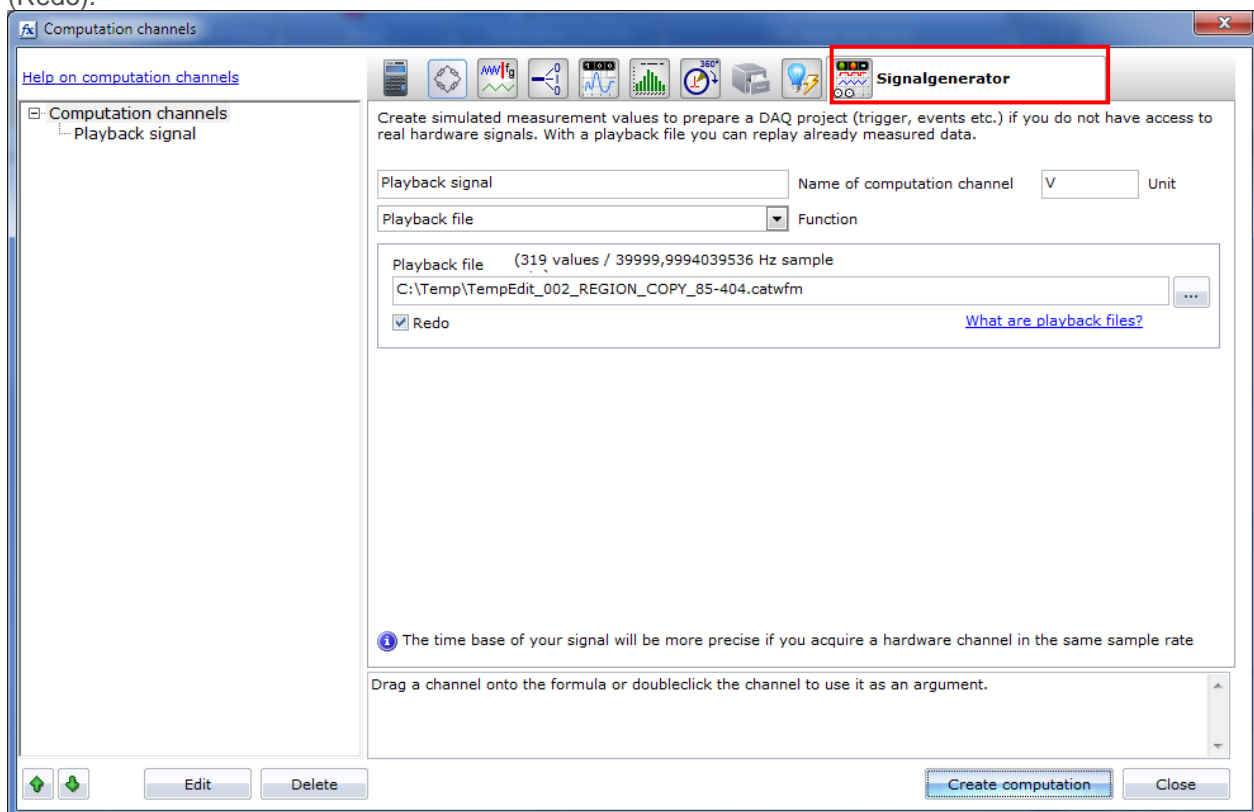 (Redo).
Computation channels
Help on computation channels
Signalgenerator
Computation channels
Playback signal
Create simulated measurement values to prepare a DAQ project (trigger, events etc.) if you do not have access to
real hardware signals. With a playback file you can replay already measured data.
Playback signal
Name of computation channel
V
Unit
Playback file
Function
Playback file
(319 values / 39999,9994039536 Hz sample
C:\Temp\TempEdit_002_REGION_COPY_85-404.catwfm
...
Redo
What are playback files?
The time base of your signal will be more precise if you acquire a hardware channel in the same sample rate
Drag a channel onto the formula or doubleclick the channel to use it as an argument.
Edit
Delete
Create computation
Close